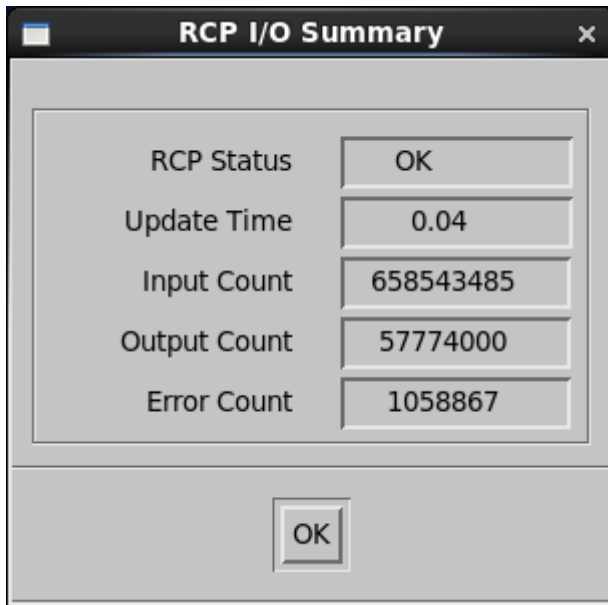 RCP I/O Summary
RCP Status OK
Update Time 0.04
Input Count 658543485
Output Count 57774000
Error Count 1058867
OK